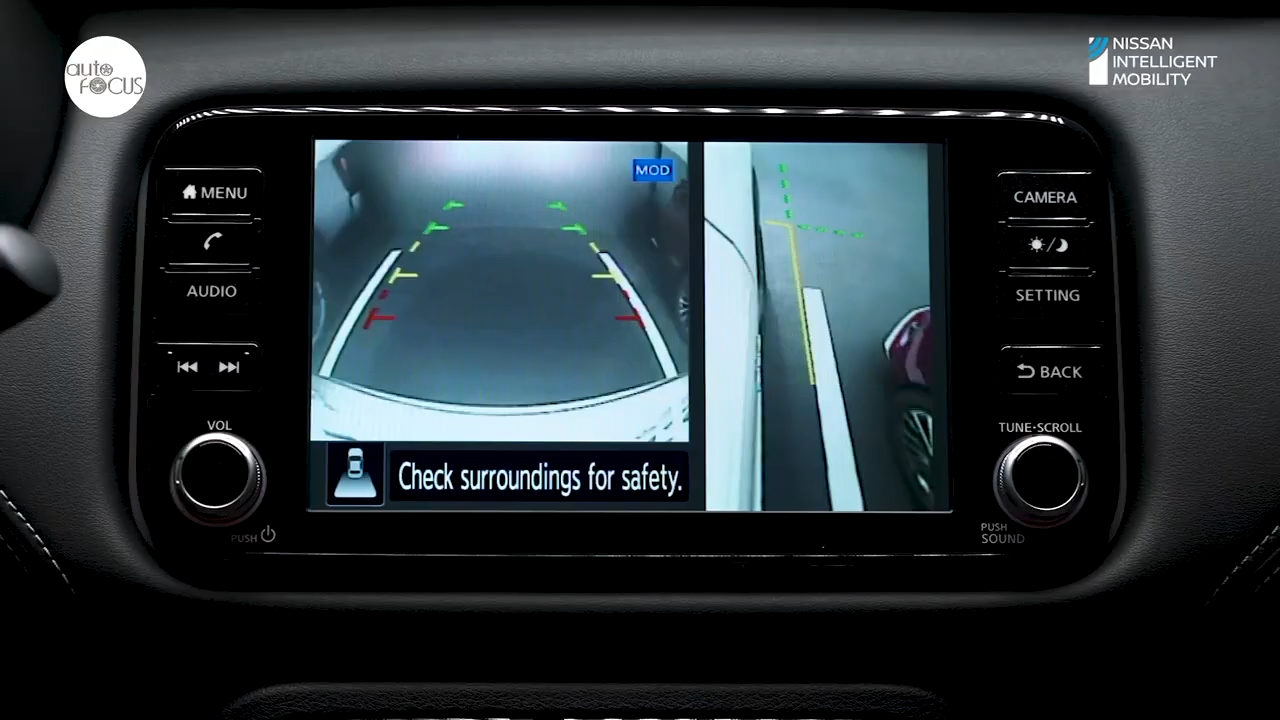 auto
FOCUS
NISSAN
INTELLIGENT
MOBILITY
MENU
AUDIO
VOL
PUSH
MOD
Check surroundings for safety.
CAMERA
SETTING
BACK
TUNE·SCROLL
PUSH
SOUND